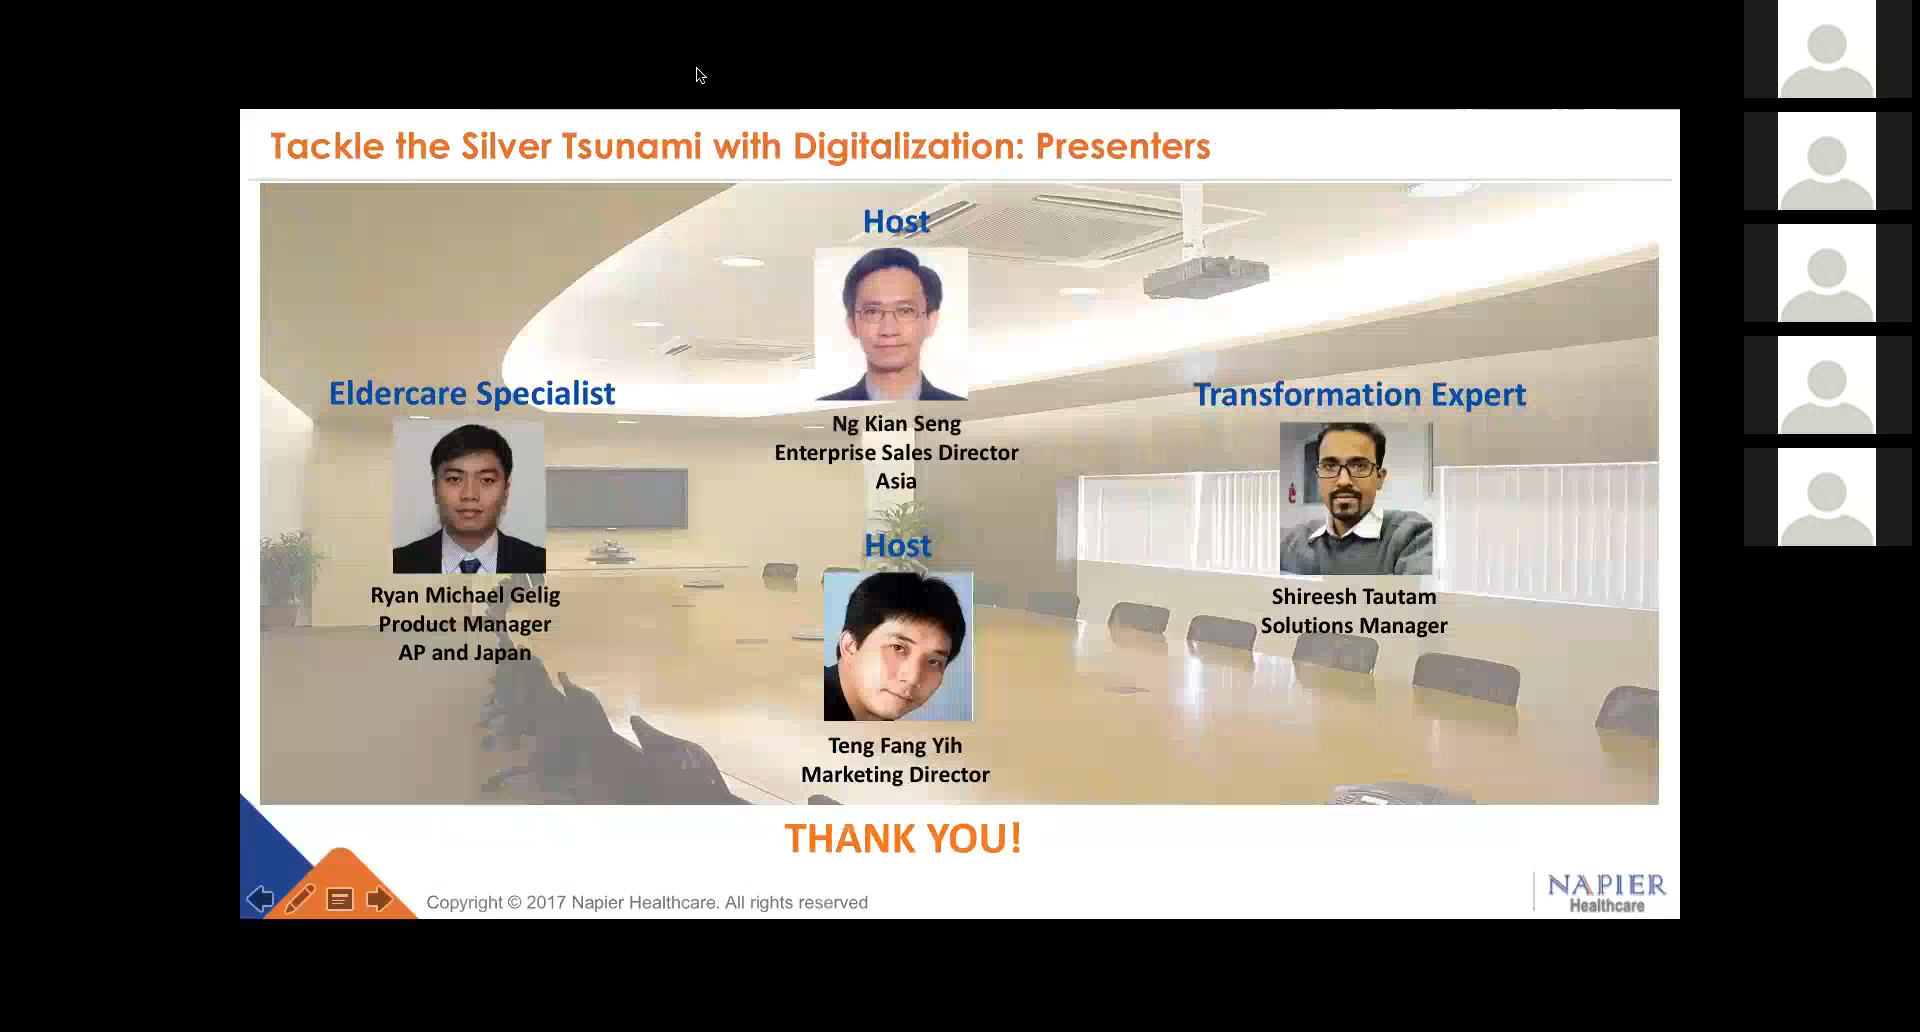 Tackle the Silver Tsunami with Digitalization: Presenters
Host
Ng Kian Seng
Enterprise Sales Director
Asia
Eldercare Specialist
Ryan Michael Gelig
Product Manager
AP and Japan
Transformation Expert
Shireesh Tautam
Solutions Manager
Host
Teng Fang Yih
Marketing Director
THANK YOU!
Copyright © 2017 Napier Healthcare. All rights reserved
NAPIER
Healthcare